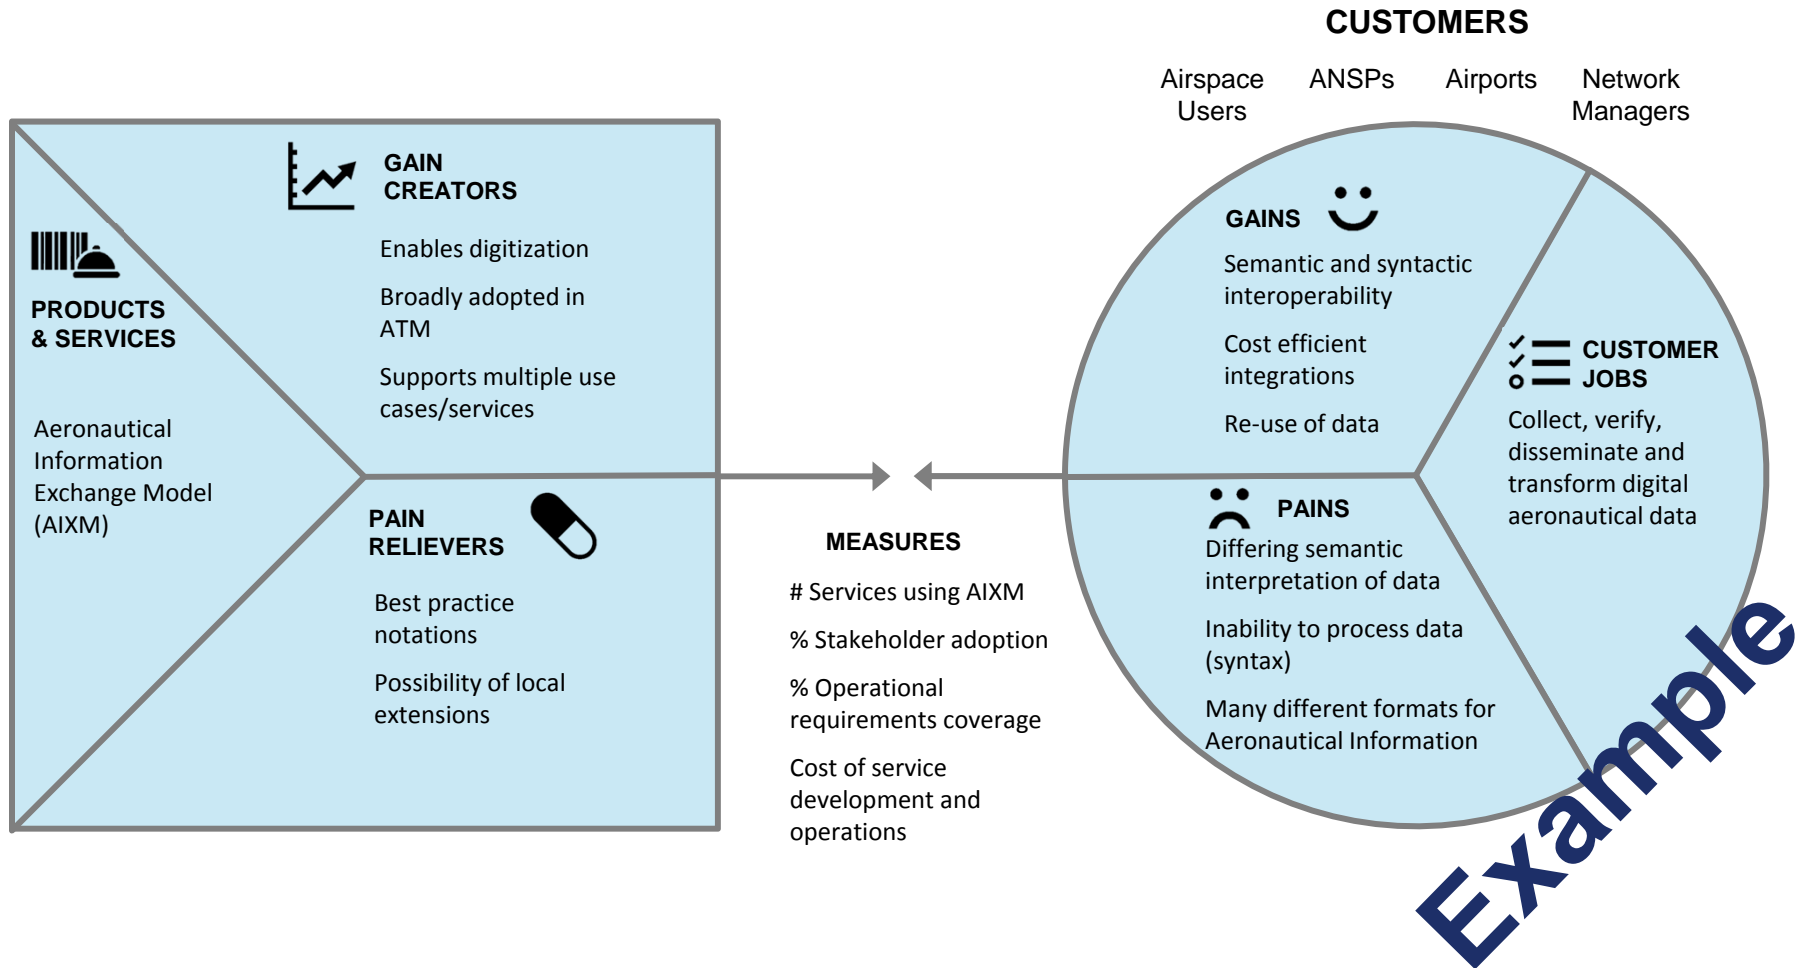 CUSTOMERS
Airspace
Users
ANSPs
Airports
Network
Managers
GAIN
CREATORS
Enables digitization
Broadly adopted in
ATM
Supports multiple use
cases/services
PRODUCTS
& SERVICES
Aeronautical
Information
Exchange Model
(AIXM)
PAIN
RELIEVERS
Best practice
notations
Possibility of local
extensions
MEASURES
# Services using AIXM
% Stakeholder adoption
% Operational
requirements coverage
Cost of service
development and
operations
GAINS
Semantic and syntactic
interoperability
Cost efficient
integrations
Re-use of data
CUSTOMER
JOBS
Collect, verify,
disseminate and
transform digital
aeronautical data
PAINS
Differing semantic
interpretation of data
Inability to process data
(syntax)
Many different formats for
Aeronautical Information
Example